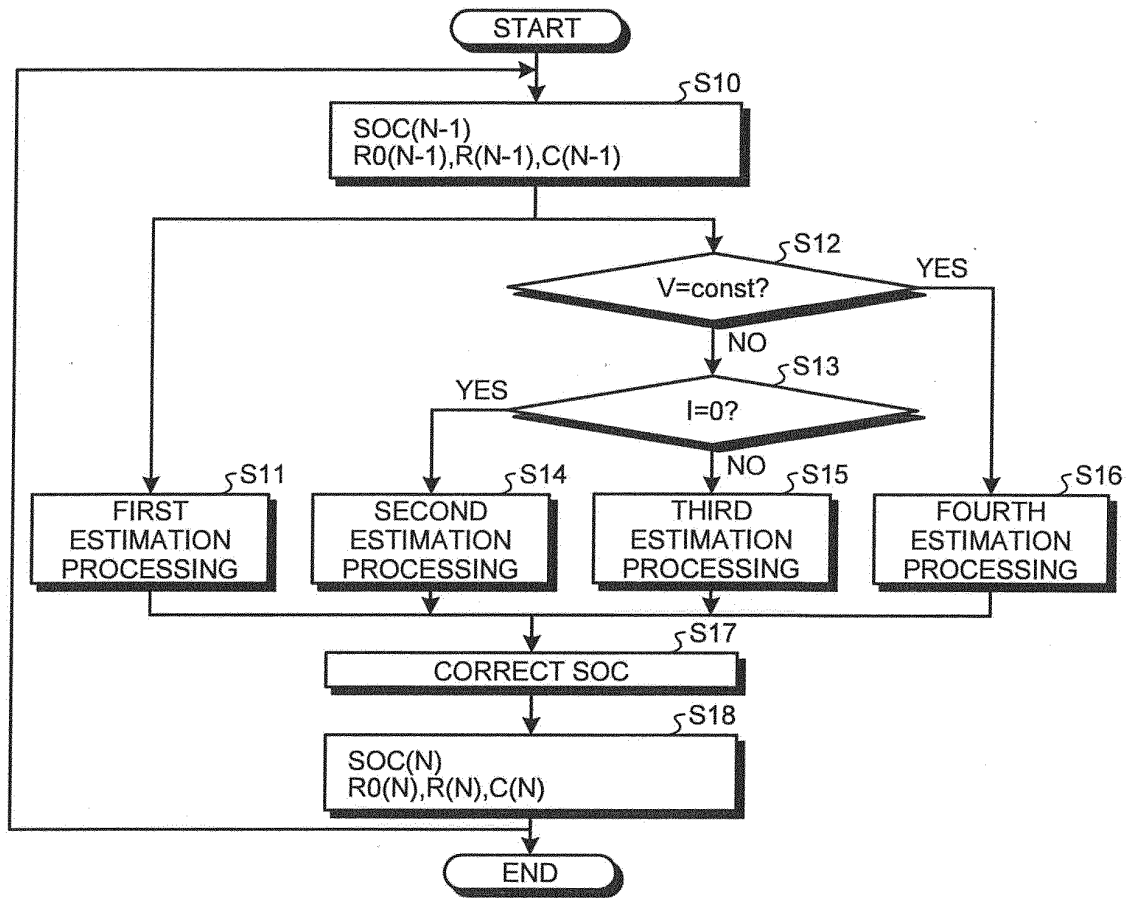 START
S10
SOC(N-1)
R0(N-1),R(N-1),C(N-1)
S12
V=const?
YES
NO
S13
I=0?
YES
NO
S11
FIRST
ESTIMATION
PROCESSING
S14
SECOND
ESTIMATION
PROCESSING
S15
THIRD
ESTIMATION
PROCESSING
S16
FOURTH
ESTIMATION
PROCESSING
S17
CORRECT SOC
S18
SOC(N)
R0(N),R(N),C(N)
END